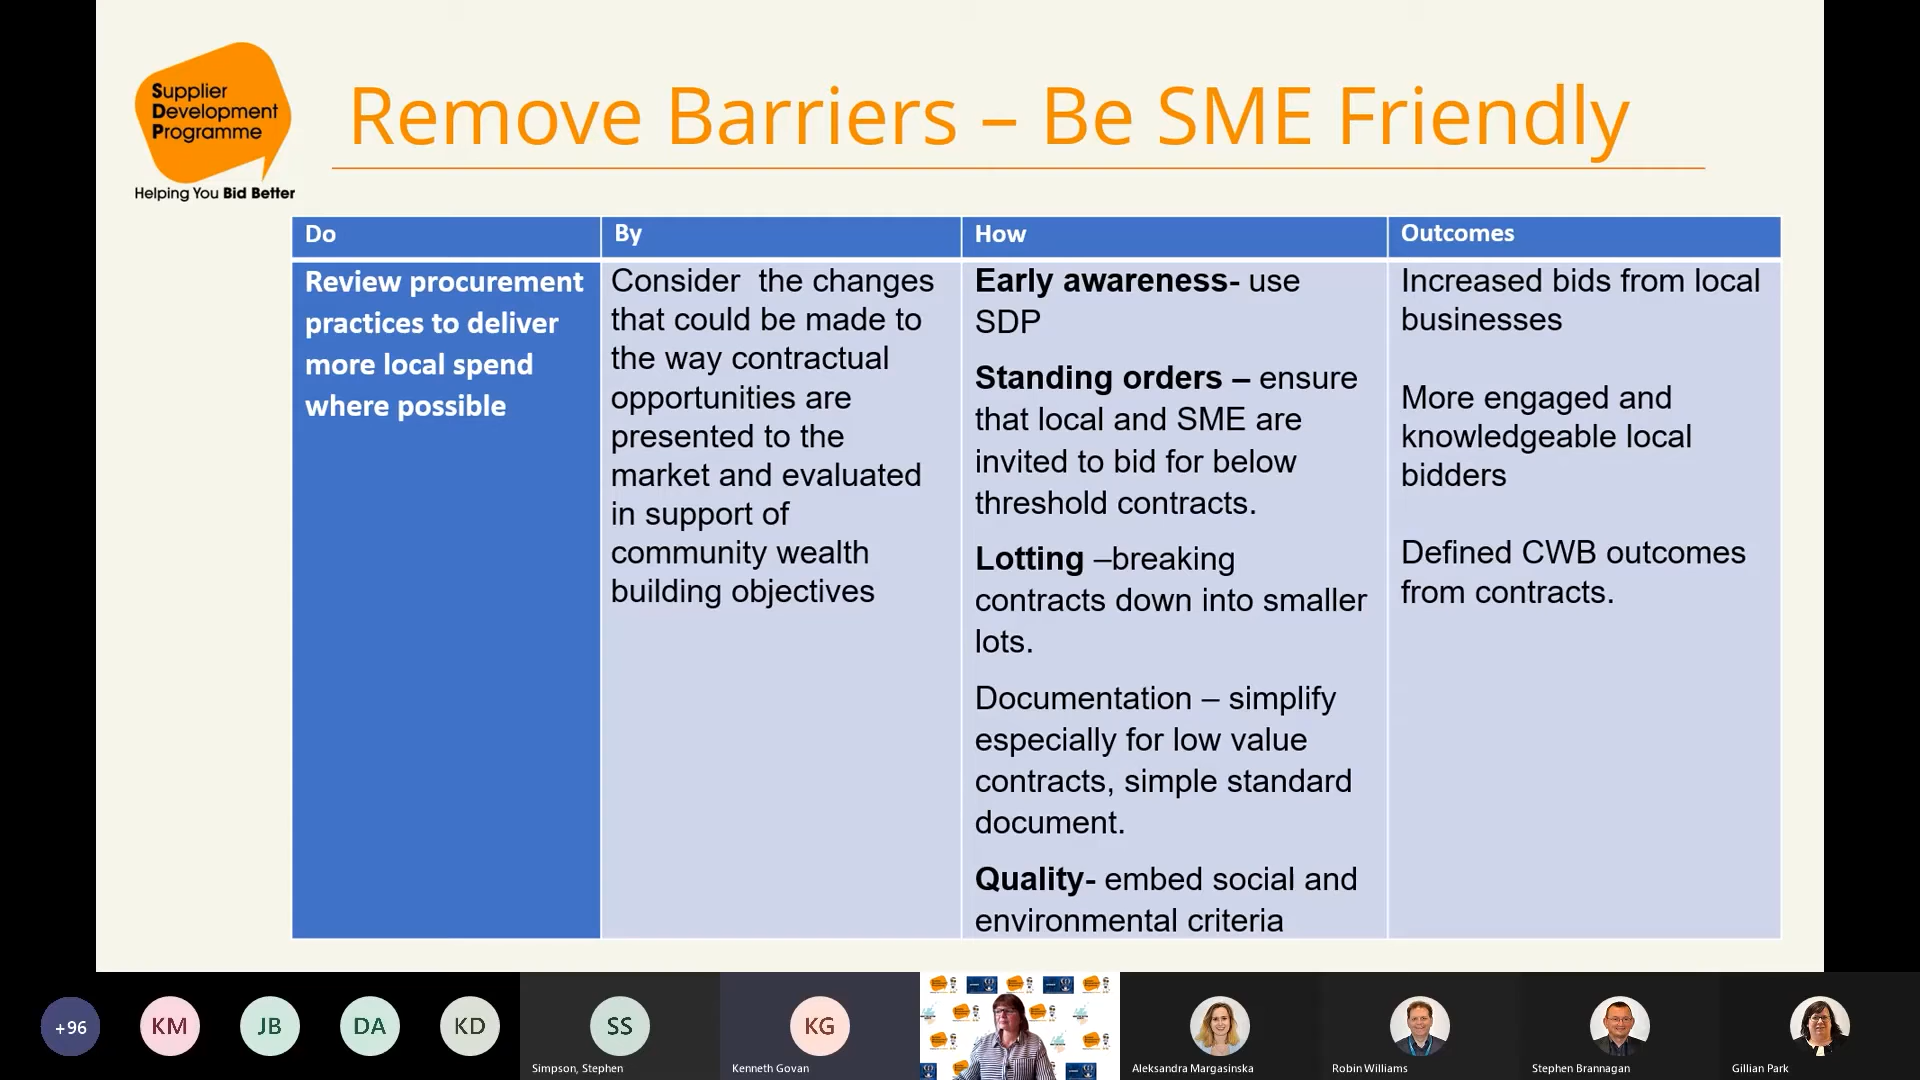 Supplier
Development
Programme
Helping You Bid Better
Remove Barriers – Be SME Friendly
Do
By
How
Outcomes
Review procurement
practices to deliver
more local spend
where possible
Consider  the changes
that could be made to
the way contractual
opportunities are
presented to the
market and evaluated
in support of
community wealth
building objectives
Early awareness- use
SDP
Standing orders – ensure
that local and SME are
invited to bid for below
threshold contracts.
Lotting –breaking
contracts down into smaller
lots.
Documentation – simplify
especially for low value
contracts, simple standard
document.
Quality- embed social and
environmental criteria
Increased bids from local
businesses
More engaged and
knowledgeable local
bidders
Defined CWB outcomes
from contracts.
+96
KM
JB
DA
KD
SS
Simpson, Stephen
KG
Kenneth Govan
Aleksandra Margasinska
Robin Williams
Stephen Brannagan
Gillian Park